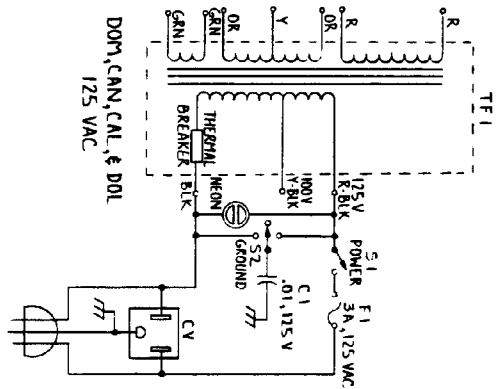 GRN
GRN
OR
Y
OR
R
R
TF1
DOM, CAN, CAL, & DOL
125 VAC
THERMAL
BREAKER
BLK
NEON
100V
Y-BLK
125V
R-BLK
S2
GROUND
S1
POWER
C1
.01, 125V
F1
3A, 125 VAC
CV